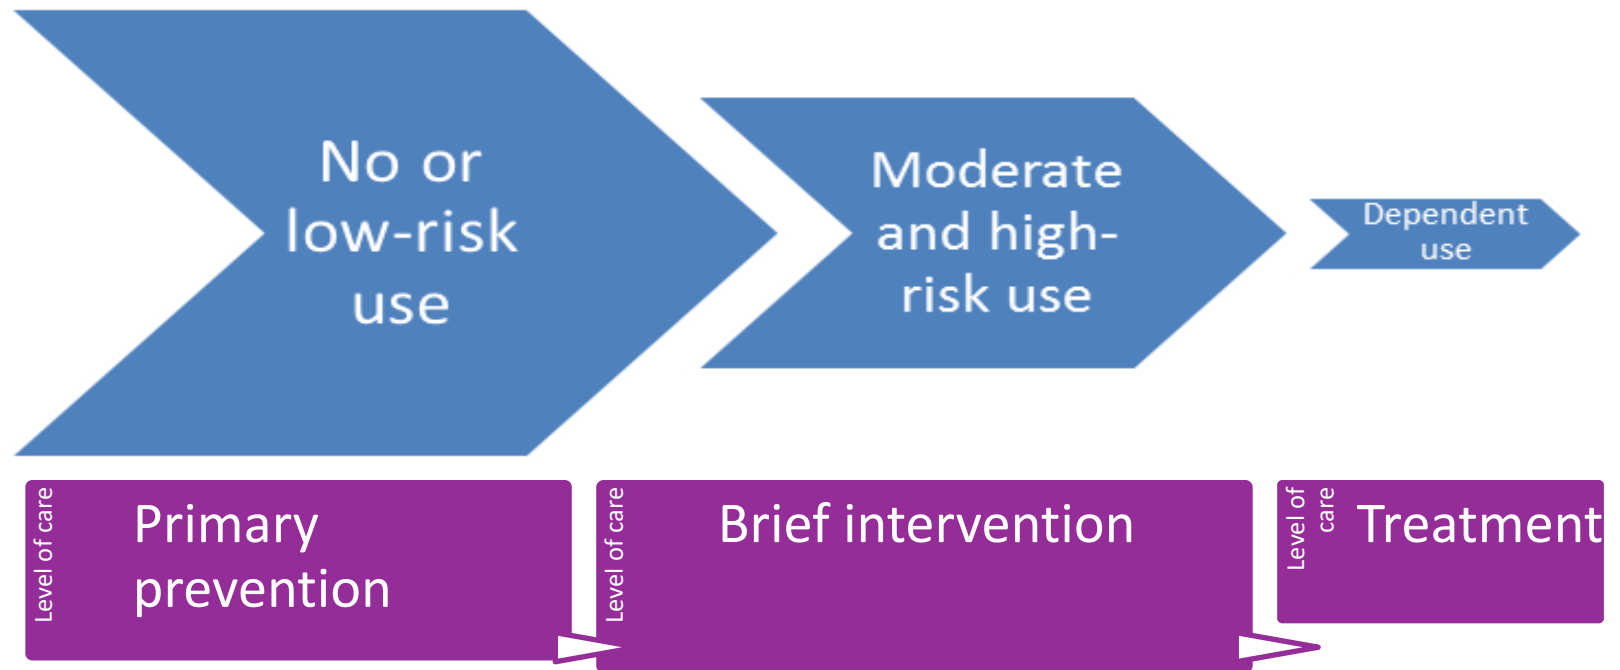 No or
low-risk
use
Moderate
and high-
risk use
Dependent
use
Level of care
Primary
prevention
Level of care
Brief intervention
Level of
care
Treatment